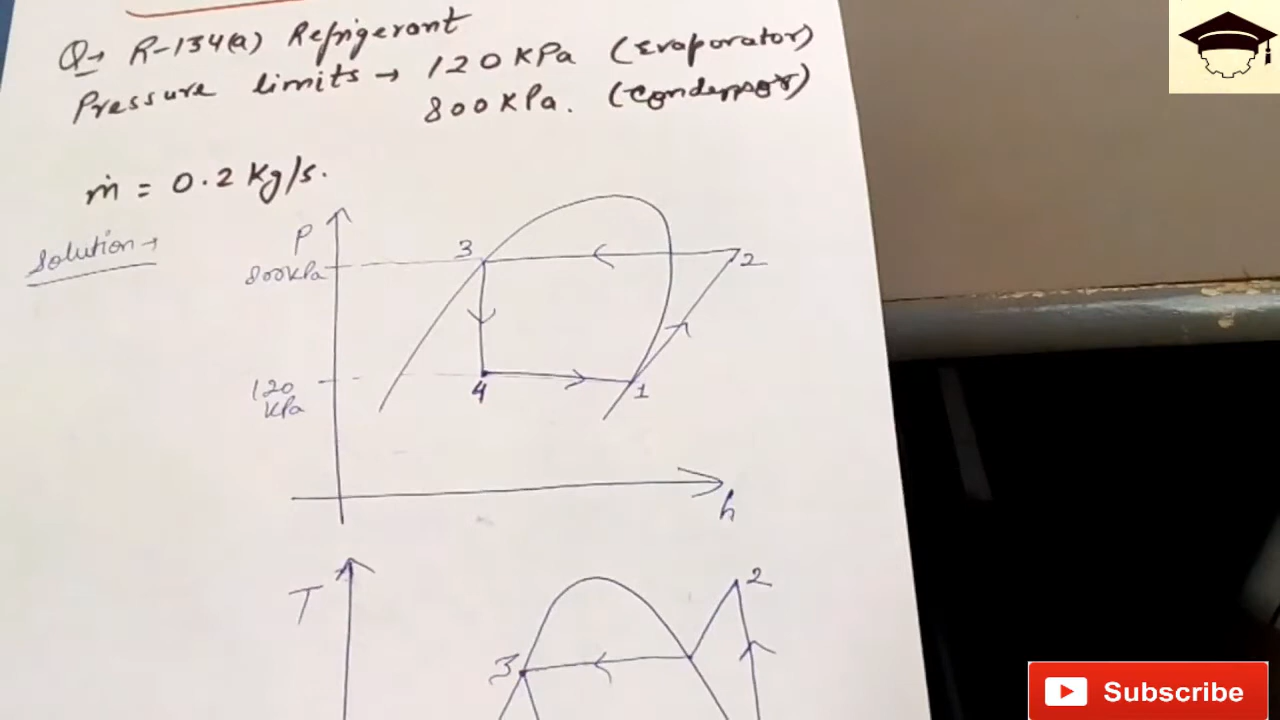 Q→ R-134(a) Refrigerant
Pressure limits → 120 KPa (Evaporator)
800 KPa. (Condensor)
ṁ = 0.2 Kg/s.
Solution →
P
800KPa
3
2
120
KPa
4
1
h
T
2
3
Subscribe